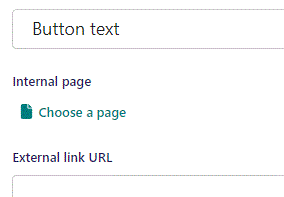 Button text
Internal page
Choose a page
External link URL